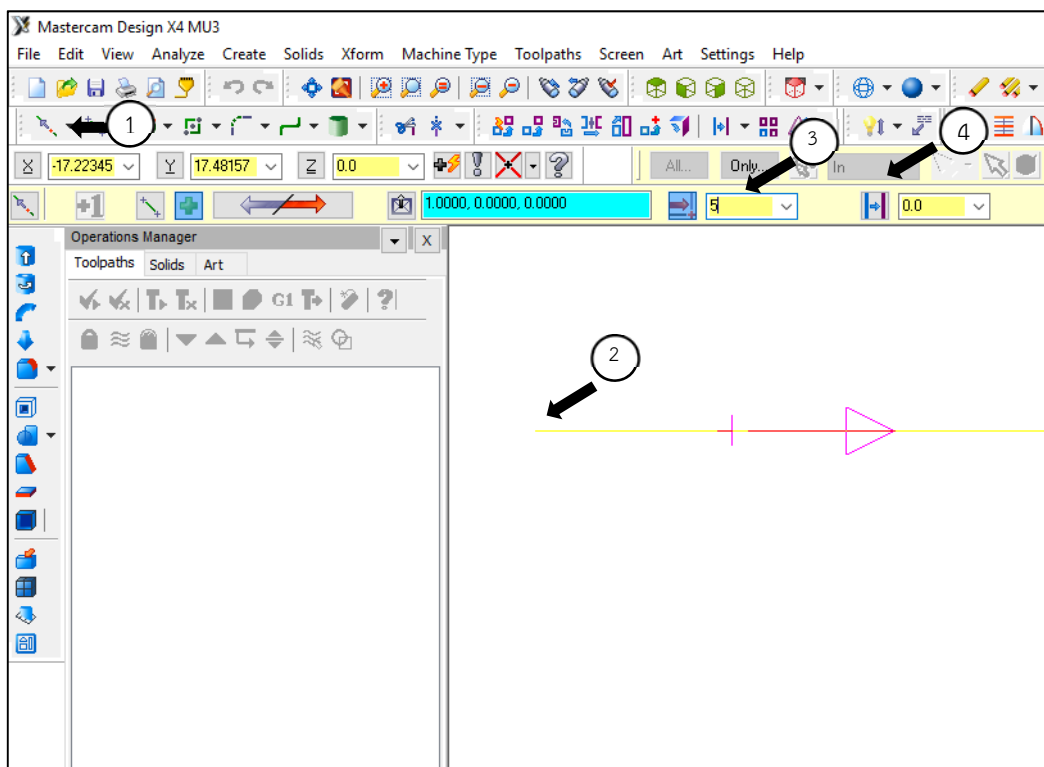 Mastercam Design X4 MU3
File Edit View Analyze Create Solids Xform Machine Type Toolpaths Screen Art Settings Help
1
3
4
X -17.22345 Y 17.48157 Z 0.0 All... Only... In
+1 1.0000, 0.0000, 0.0000 5 0.0
Operations Manager X
Toolpaths Solids Art
G1
2